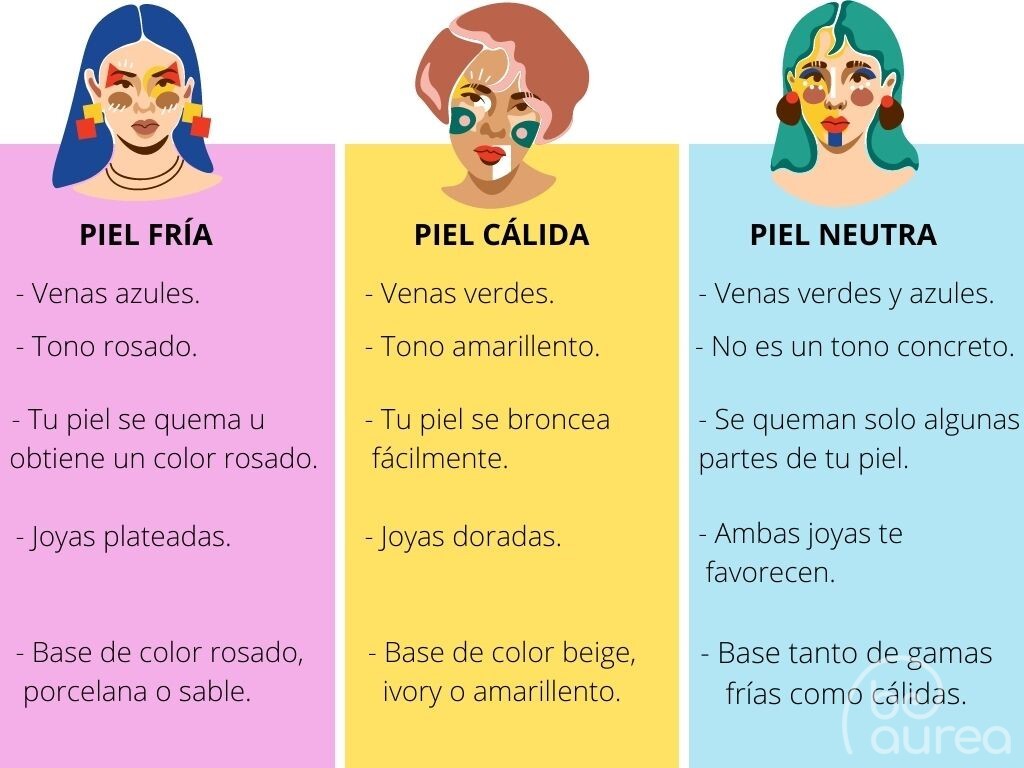 PIEL FRÍA
- Venas azules.
- Tono rosado.
- Tu piel se quema u
obtiene un color rosado.
- Joyas plateadas.
- Base de color rosado,
porcelana o sable.
PIEL CÁLIDA
- Venas verdes.
- Tono amarillento.
- Tu piel se broncea
fácilmente.
- Joyas doradas.
- Base de color beige,
ivory o amarillento.
PIEL NEUTRA
- Venas verdes y azules.
- No es un tono concreto.
- Se queman solo algunas
partes de tu piel.
- Ambas joyas te
favorecen.
- Base tanto de gamas
frías como cálidas.
be
aurea